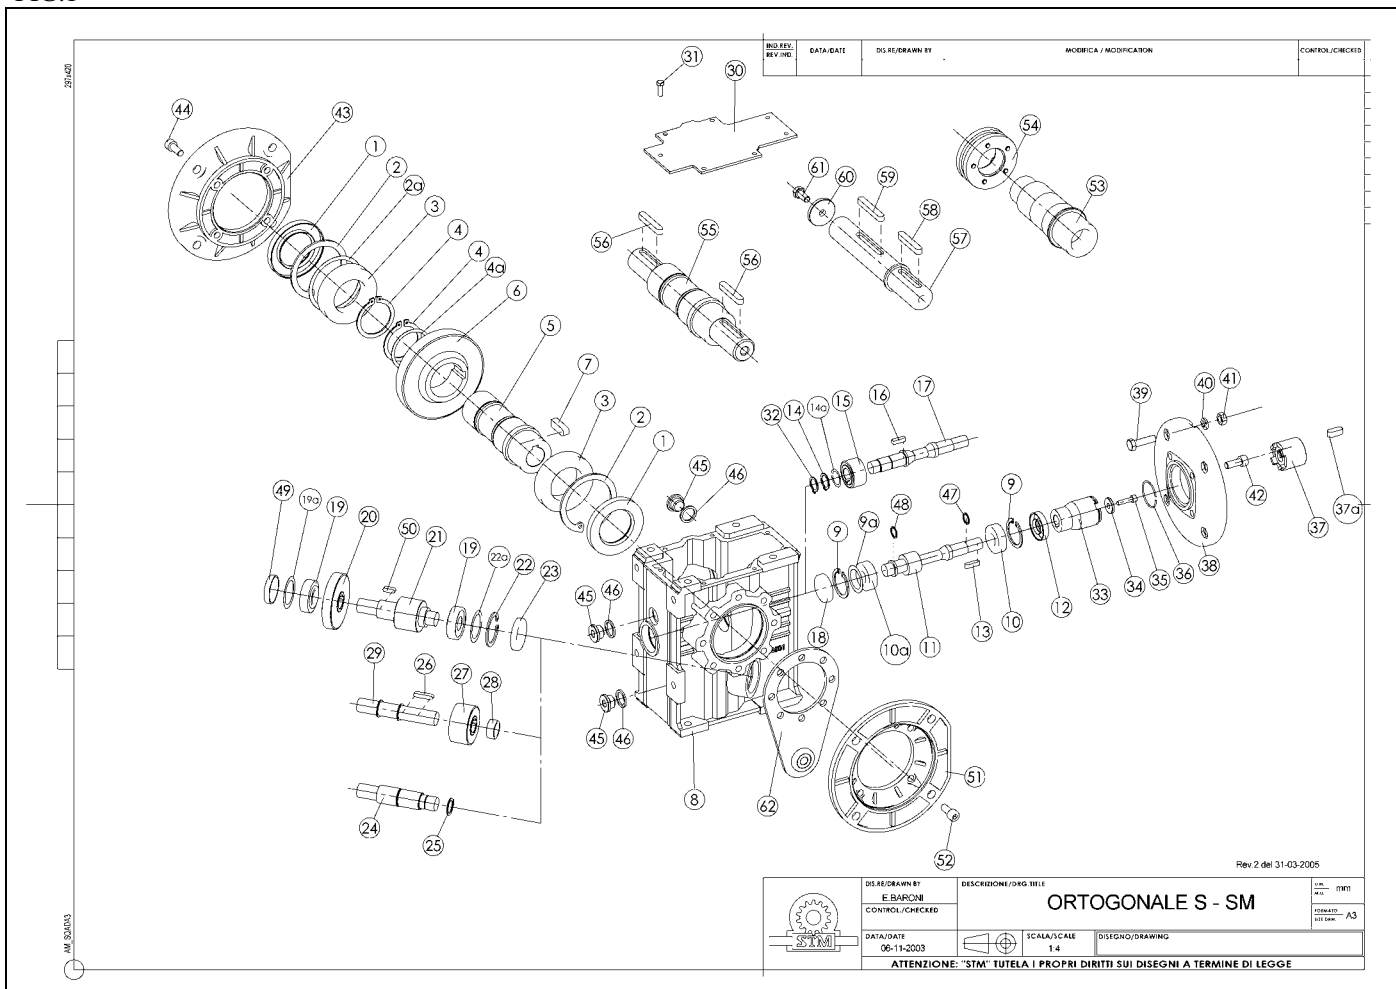 297x420
IND.REV.
REV.IND.
DATA/DATE
DIS.RE/DRAWN BY
MODIFICA / MODIFICATION
CONTROL./CHECKED
31
30
44
43
1
2
2a
3
4
4
4a
6
5
7
3
2
1
56
55
56
61
60
59
58
57
54
53
45
46
32
14
14a
15
16
17
39
40
41
42
37
37a
38
36
35
34
33
12
9
10
47
13
11
48
9a
9
10a
18
49
19a
19
20
50
21
19
22a
22
23
45
46
29
26
27
28
45
46
24
25
8
62
51
52
Rev.2 del 31-03-2005
AM_SQADA3
STM
DIS.RE/DRAWN BY
E.BARONI
CONTROL./CHECKED
DATA/DATE
06-11-2003
DESCRIZIONE/DRG.TITLE
ORTOGONALE S - SM
mm
FORMATO
A3
SCALA/SCALE
1:4
DISEGNO/DRAWING
ATTENZIONE: "STM" TUTELA I PROPRI DIRITTI SUI DISEGNI A TERMINE DI LEGGE